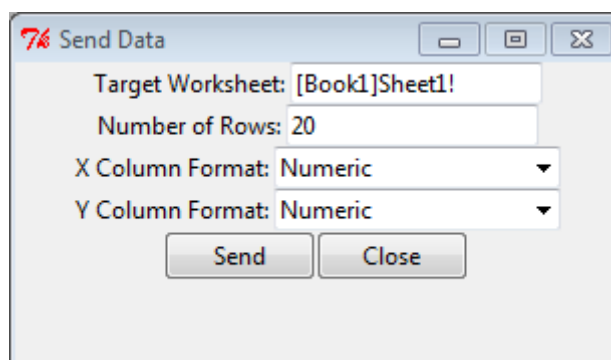 Send Data
Target Worksheet: [Book1]Sheet1!
Number of Rows: 20
X Column Format: Numeric
Y Column Format: Numeric
Send Close